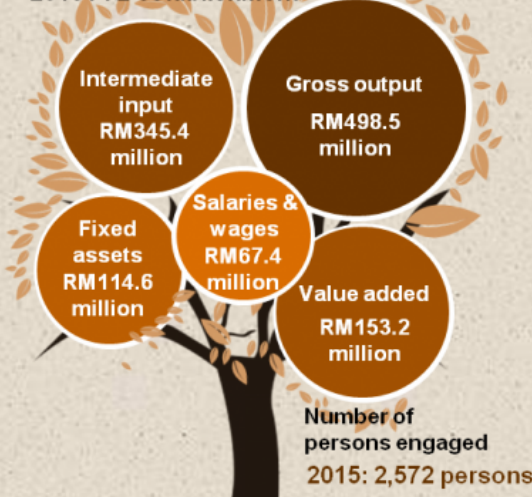 Intermediate
input
RM345.4
million
Gross output
RM498.5
million
Salaries &
wages
RM67.4
million
Fixed
assets
RM114.6
million
Value added
RM153.2
million
Number of
persons engaged
2015: 2,572 persons